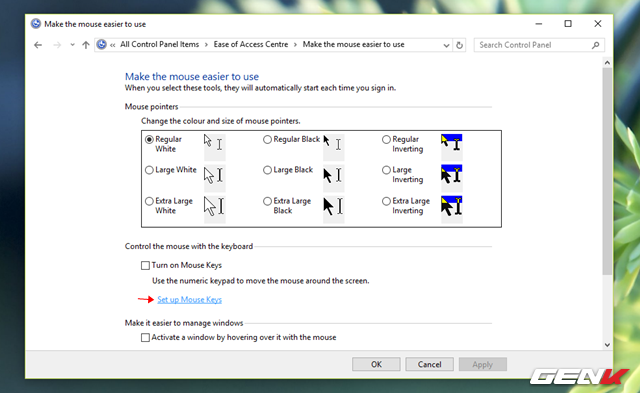 Make the mouse easier to use
« All Control Panel Items > Ease of Access Centre > Make the mouse easier to use
Search Control Panel
Make the mouse easier to use
When you select these tools, they will automatically start each time you sign in.
Mouse pointers
Change the colour and size of mouse pointers.
Regular White
Regular Black
Regular Inverting
Large White
Large Black
Large Inverting
Extra Large White
Extra Large Black
Extra Large Inverting
Control the mouse with the keyboard
Turn on Mouse Keys
Use the numeric keypad to move the mouse around the screen.
Set up Mouse Keys
Make it easier to manage windows
Activate a window by hovering over it with the mouse
OK Cancel Apply
GENK